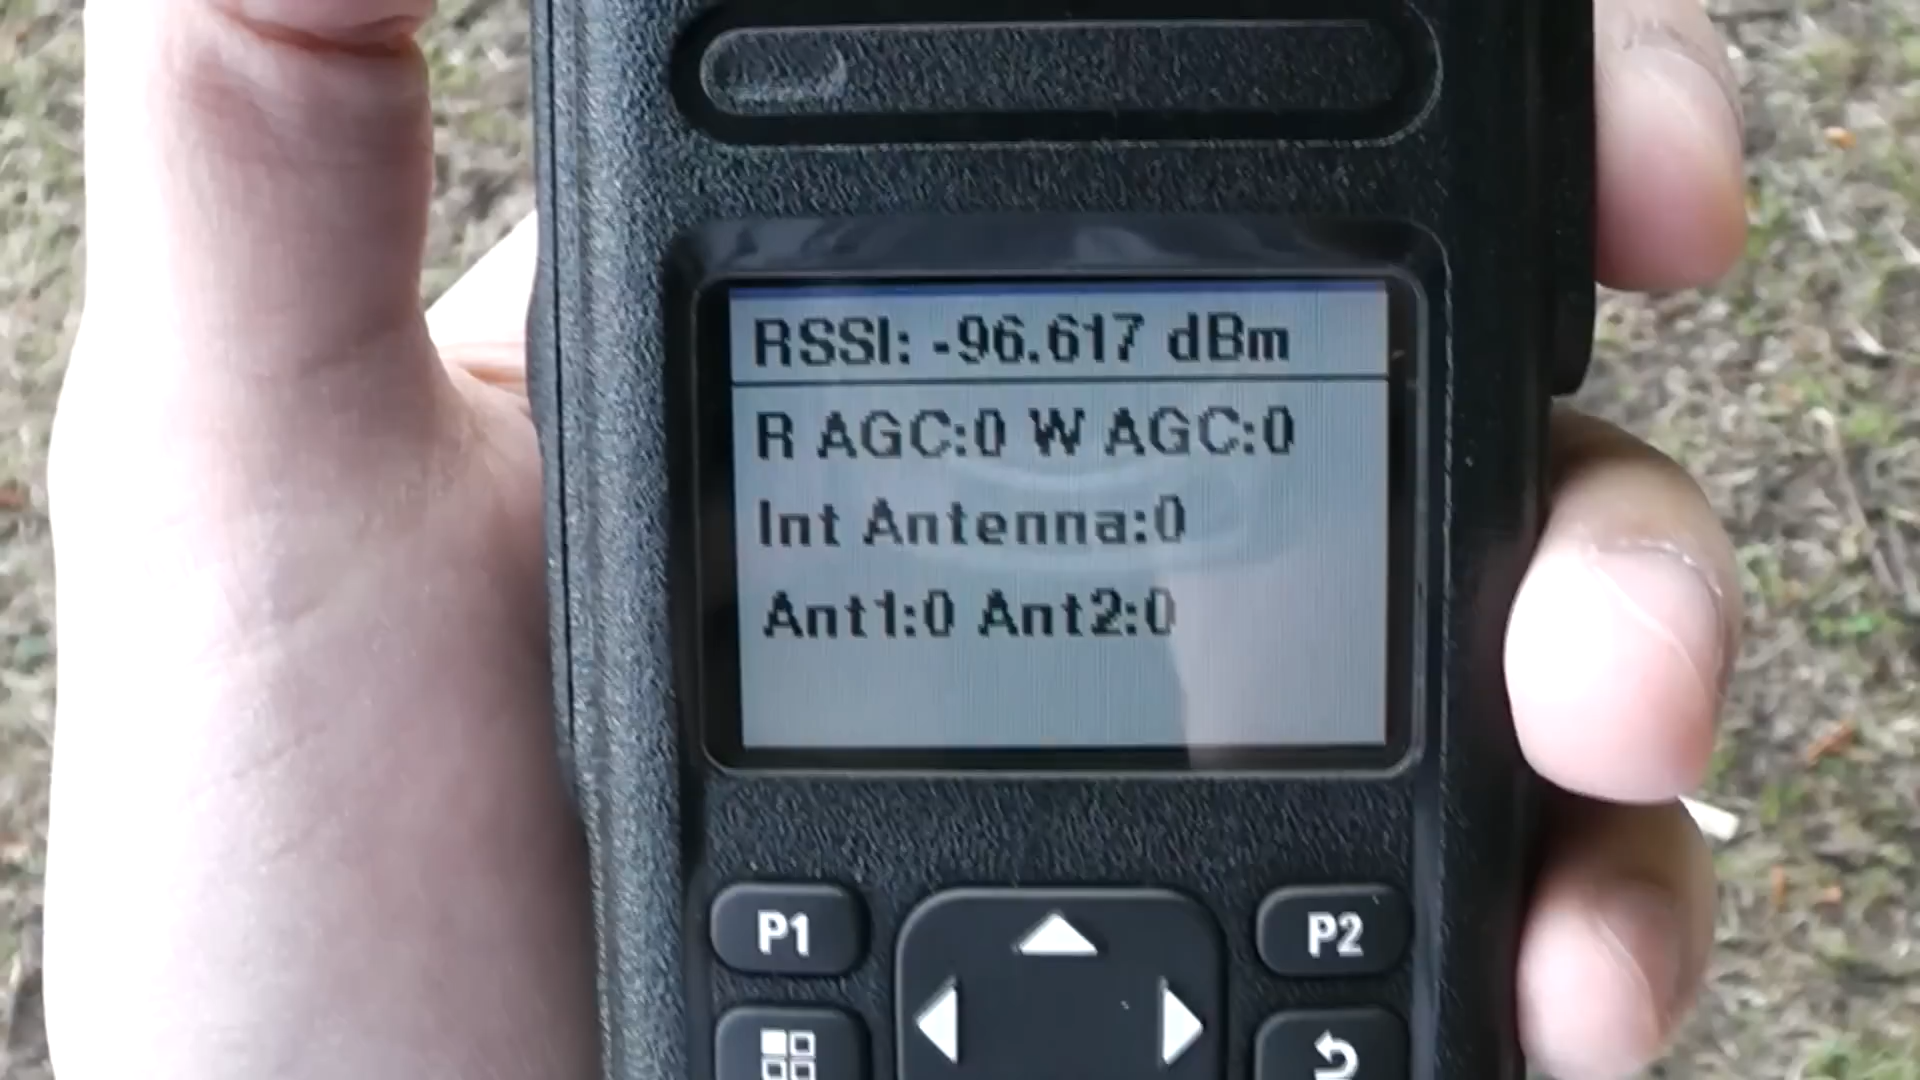 RSSI: -96.617 dBm
R AGC:0 W AGC:0
Int Antenna:0
Ant1:0 Ant2:0
P1
P2